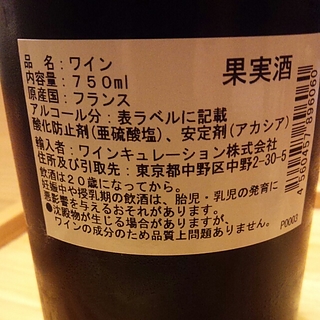 品 名：ワイン
果実酒
内容量：７５０ml
原産国：フランス
アルコール分：表ラベルに記載
酸化防止剤(亜硫酸塩)、安定剤(アカシア)
輸入者：ワインキュレーション株式会社
住所及び引取先：東京都中野区中野2-30-5
飲酒は２０歳になってから。
妊娠中や授乳期の飲酒は、胎児・乳児の発育に
悪影響を与えるおそれがあります。
●沈殿物が生じる場合がありますが、
ワインの成分のため品質上問題ありません。
P0003
4560457896060